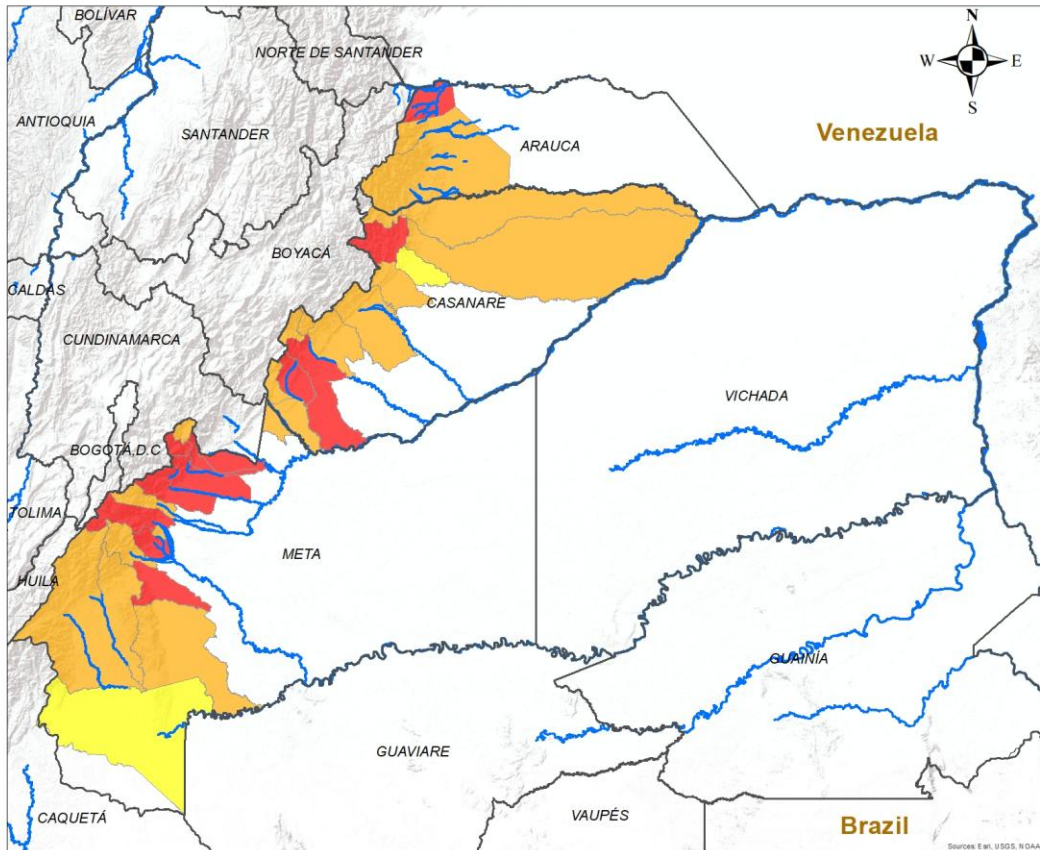 BOLÍVAR
NORTE DE SANTANDER
N
W
E
S
ANTIOQUIA
SANTANDER
ARAUCA
Venezuela
BOYACÁ
CALDAS
CASANARE
CUNDINAMARCA
VICHADA
BOGOTÁ.D.C
TOLIMA
META
HUILA
GUAINÍA
GUAVIARE
CAQUETÁ
VAUPÉS
Brazil
Sources: Esri, USGS, NOAA